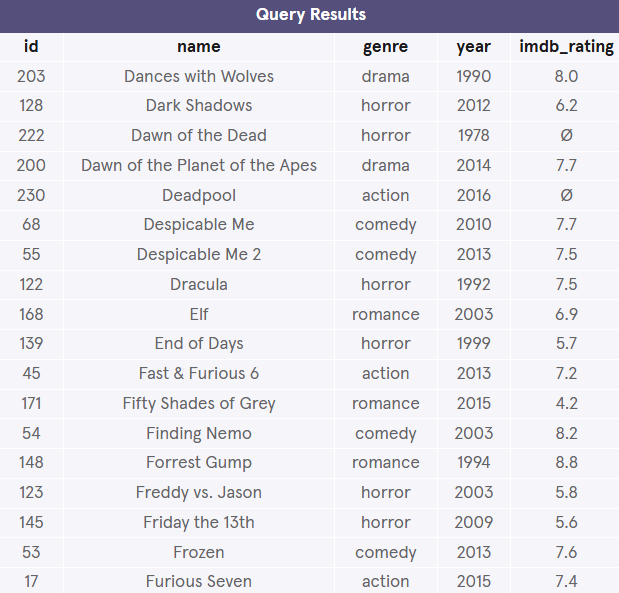 Query Results
id name genre year imdb_rating
203 Dances with Wolves drama 1990 8.0
128 Dark Shadows horror 2012 6.2
222 Dawn of the Dead horror 1978 Ø
200 Dawn of the Planet of the Apes drama 2014 7.7
230 Deadpool action 2016 Ø
68 Despicable Me comedy 2010 7.7
55 Despicable Me 2 comedy 2013 7.5
122 Dracula horror 1992 7.5
168 Elf romance 2003 6.9
139 End of Days horror 1999 5.7
45 Fast & Furious 6 action 2013 7.2
171 Fifty Shades of Grey romance 2015 4.2
54 Finding Nemo comedy 2003 8.2
148 Forrest Gump romance 1994 8.8
123 Freddy vs. Jason horror 2003 5.8
145 Friday the 13th horror 2009 5.6
53 Frozen comedy 2013 7.6
17 Furious Seven action 2015 7.4